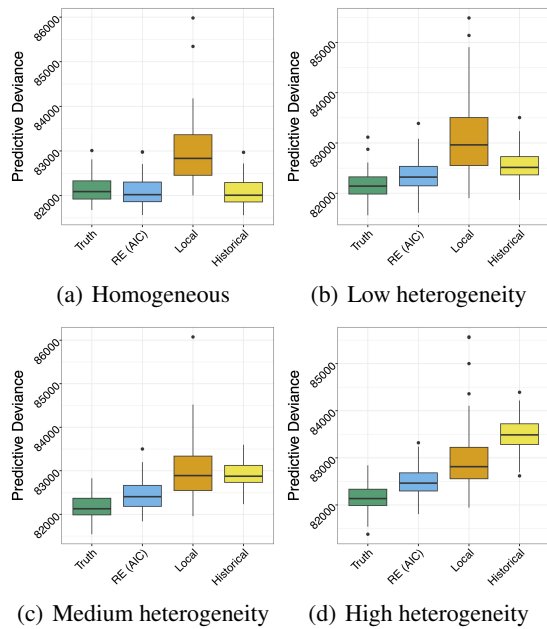 Predictive Deviance
86000
85000
84000
83000
82000
Truth
RE (AIC)
Local
Historical
(a) Homogeneous
Predictive Deviance
85000
84000
83000
82000
Truth
RE (AIC)
Local
Historical
(b) Low heterogeneity
Predictive Deviance
86000
85000
84000
83000
82000
Truth
RE (AIC)
Local
Historical
(c) Medium heterogeneity
Predictive Deviance
85000
84000
83000
82000
Truth
RE (AIC)
Local
Historical
(d) High heterogeneity